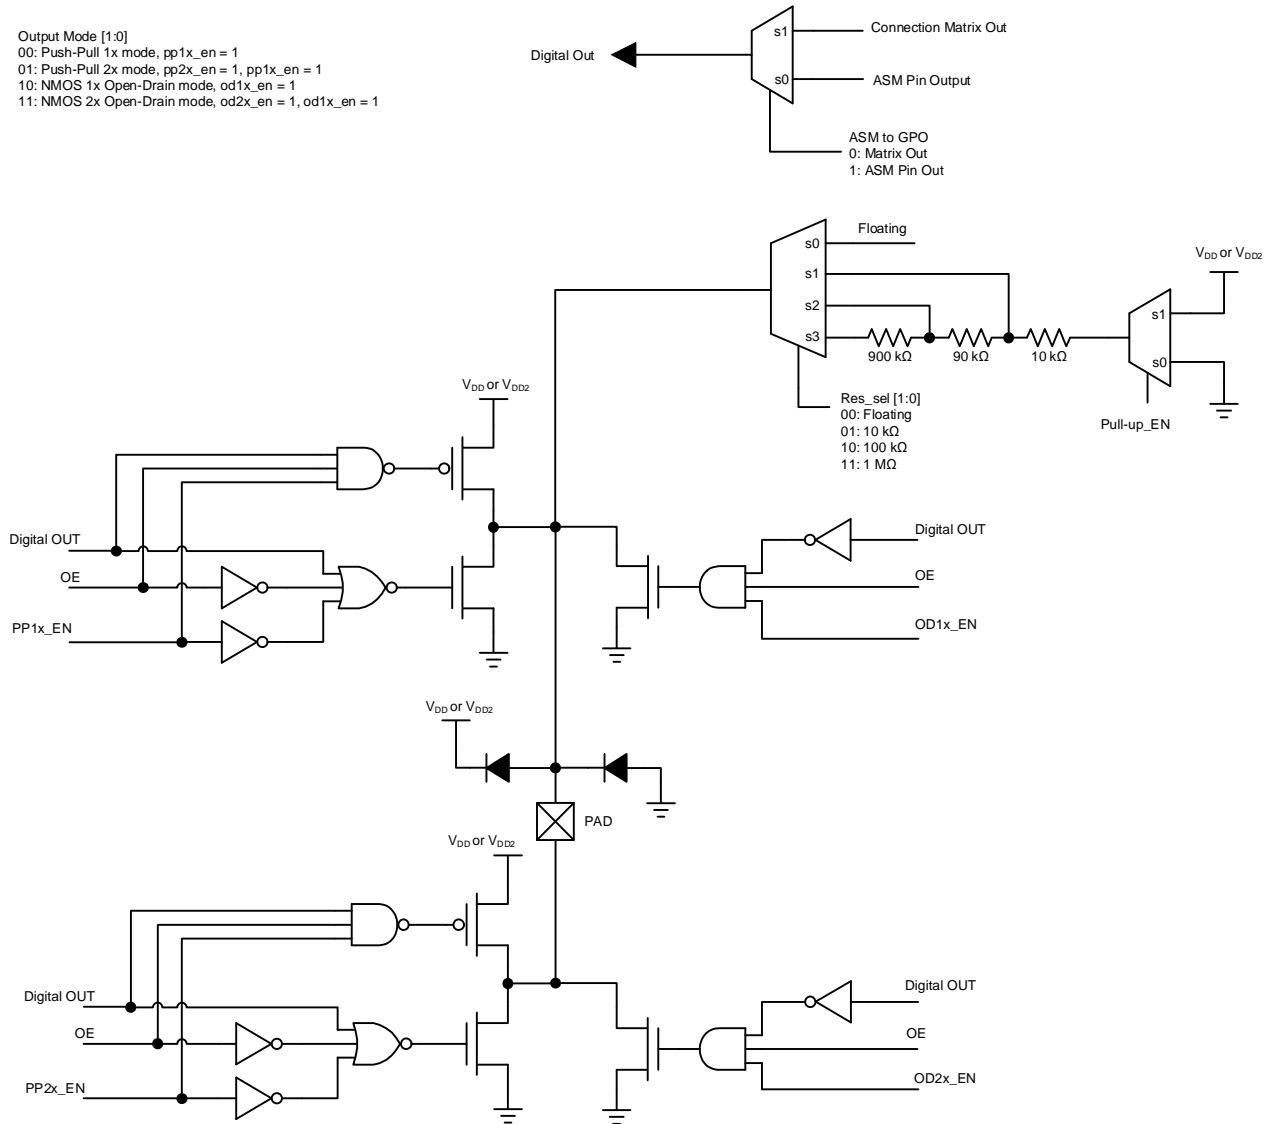 Output Mode [1:0]
00: Push-Pull 1x mode, pp1x_en = 1
01: Push-Pull 2x mode, pp2x_en = 1, pp1x_en = 1
10: NMOS 1x Open-Drain mode, od1x_en = 1
11: NMOS 2x Open-Drain mode, od2x_en = 1, od1x_en = 1
Digital Out
s1
Connection Matrix Out
s0
ASM Pin Output
ASM to GPO
0: Matrix Out
1: ASM Pin Out
s0
Floating
s1
s2
s3
900 kΩ
90 kΩ
10 kΩ
VDD or VDD2
s1
s0
Pull-up_EN
Res_sel [1:0]
00: Floating
01: 10 kΩ
10: 100 kΩ
11: 1 MΩ
VDD or VDD2
Digital OUT
OE
PP1x_EN
Digital OUT
OE
OD1x_EN
VDD or VDD2
PAD
VDD or VDD2
Digital OUT
OE
PP2x_EN
Digital OUT
OE
OD2x_EN